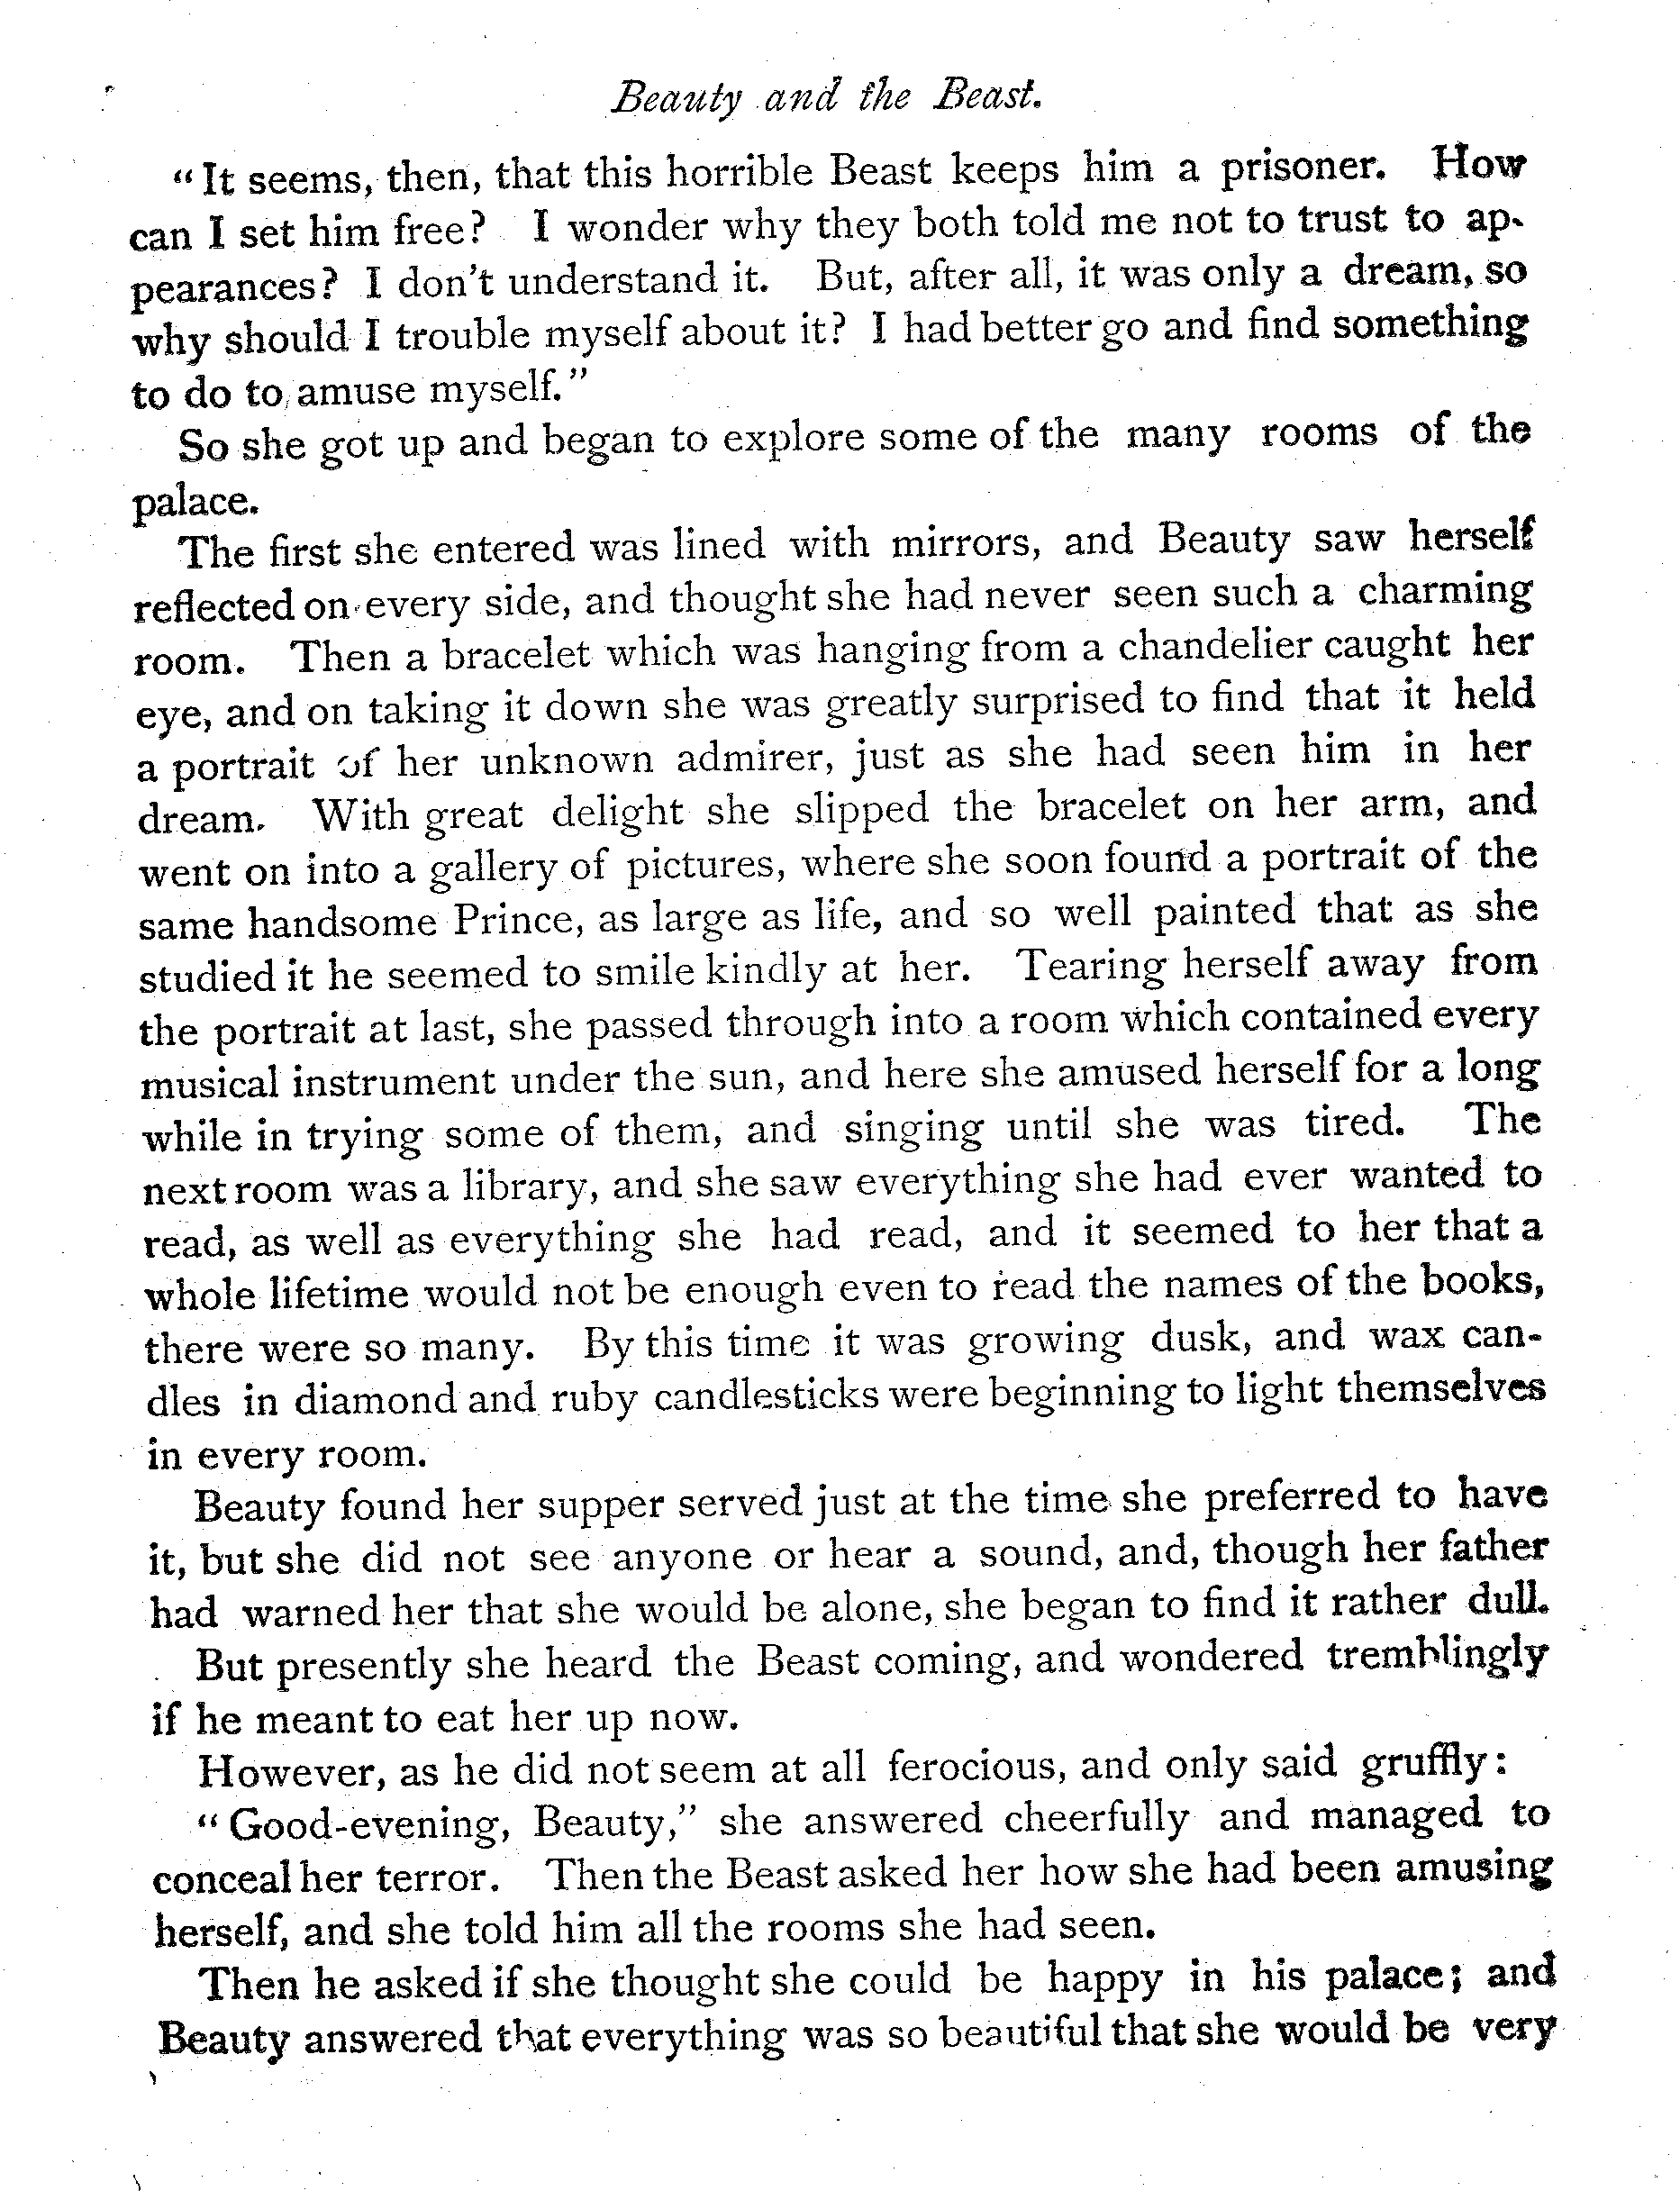 Beauty and the Beast.
“It seems, then, that this horrible Beast keeps him a prisoner. How
can I set him free? I wonder why they both told me not to trust to ap-
pearances? I don't understand it. But, after all, it was only a dream, so
why should I trouble myself about it? I had better go and find something
to do to amuse myself.”
So she got up and began to explore some of the many rooms of the
palace.
The first she entered was lined with mirrors, and Beauty saw herself
reflected on every side, and thought she had never seen such a charming
room. Then a bracelet which was hanging from a chandelier caught her
eye, and on taking it down she was greatly surprised to find that it held
a portrait of her unknown admirer, just as she had seen him in her
dream. With great delight she slipped the bracelet on her arm, and
went on into a gallery of pictures, where she soon found a portrait of the
same handsome Prince, as large as life, and so well painted that as she
studied it he seemed to smile kindly at her. Tearing herself away from
the portrait at last, she passed through into a room which contained every
musical instrument under the sun, and here she amused herself for a long
while in trying some of them, and singing until she was tired. The
next room was a library, and she saw everything she had ever wanted to
read, as well as everything she had read, and it seemed to her that a
whole lifetime would not be enough even to read the names of the books,
there were so many. By this time it was growing dusk, and wax can-
dles in diamond and ruby candlesticks were beginning to light themselves
in every room.
Beauty found her supper served just at the time she preferred to have
it, but she did not see anyone or hear a sound, and, though her father
had warned her that she would be alone, she began to find it rather dull.
But presently she heard the Beast coming, and wondered tremblingly
if he meant to eat her up now.
However, as he did not seem at all ferocious, and only said gruffly:
“Good-evening, Beauty,” she answered cheerfully and managed to
conceal her terror. Then the Beast asked her how she had been amusing
herself, and she told him all the rooms she had seen.
Then he asked if she thought she could be happy in his palace; and
Beauty answered that everything was so beautiful that she would be very